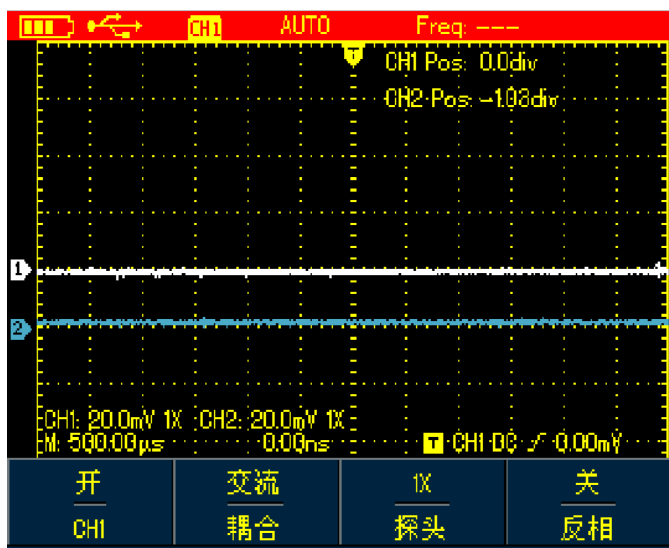 CH1 AUTO Freq: ---
T
CH1 Pos: 0.0div
CH2 Pos: -1.03div
1
2
CH1: 20.0mV 1X CH2: 20.0mV 1X
M: 500.00μs 0.00ns T CH1 DC 0.00mV
开 交流 1X 关
CH1 耦合 探头 反相